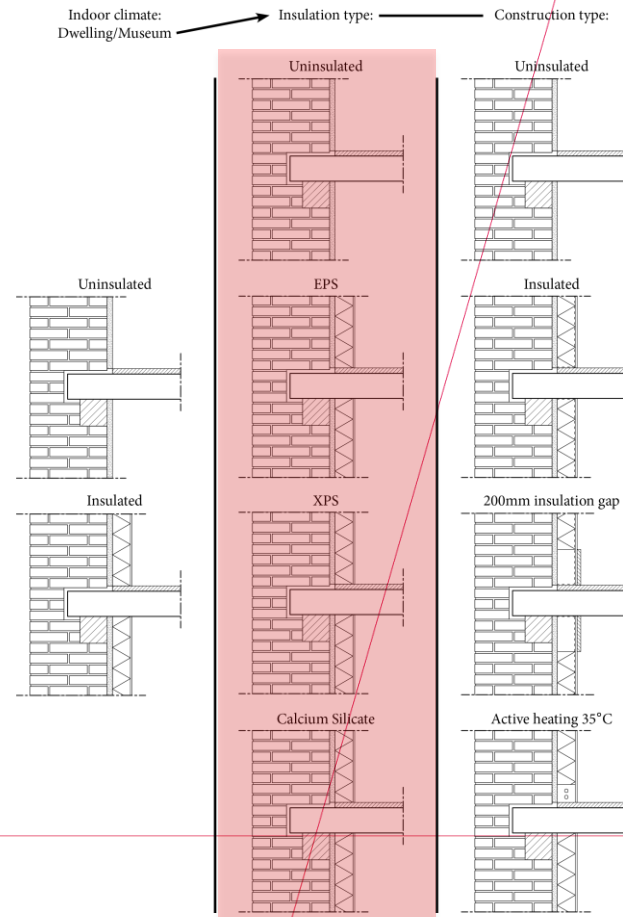 Indoor climate:
Dwelling/Museum
Insulation type:
Construction type:
Uninsulated
Insulated
Uninsulated
EPS
XPS
Calcium Silicate
Uninsulated
Insulated
200mm insulation gap
Active heating 35°C